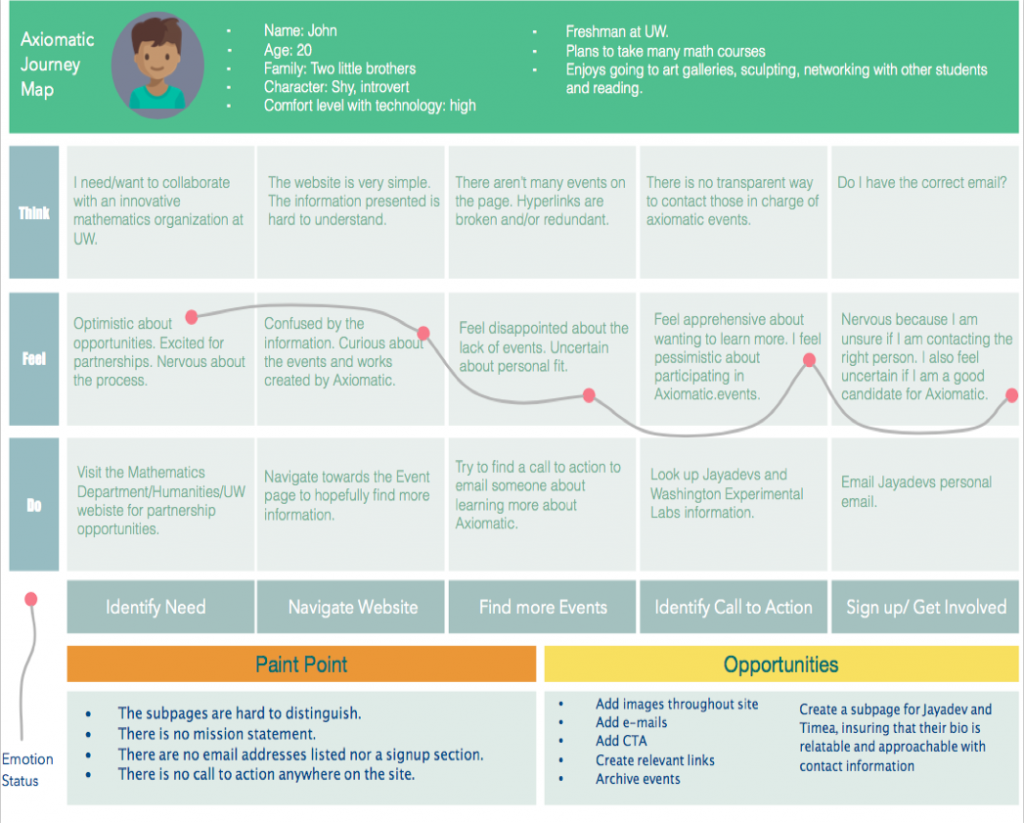 Axiomatic
Journey
Map
Name: John
Age: 20
Family: Two little brothers
Character: Shy, introvert
Comfort level with technology: high
Freshman at UW.
Plans to take many math courses
Enjoys going to art galleries, sculpting, networking with other students
and reading.
Think
I need/want to collaborate
with an innovative
mathematics organization at
UW.
The website is very simple.
The information presented is
hard to understand.
There aren't many events on
the page. Hyperlinks are
broken and/or redundant.
There is no transparent way
to contact those in charge of
axiomatic events.
Do I have the correct email?
Feel
Optimistic about
opportunities. Excited for
partnerships. Nervous about
the process.
Confused by the
information. Curious about
the events and works
created by Axiomatic.
Feel disappointed about the
lack of events. Uncertain
about personal fit.
Feel apprehensive about
wanting to learn more. I feel
pessimistic about
participating in
Axiomatic.events.
Nervous because I am
unsure if I am contacting the
right person. I also feel
uncertain if I am a good
candidate for Axiomatic.
Do
Visit the Mathematics
Department/Humanities/UW
webiste for partnership
opportunities.
Navigate towards the Event
page to hopefully find more
information.
Try to find a call to action to
email someone about
learning more about
Axiomatic.
Look up Jayadevs and
Washington Experimental
Labs information.
Email Jayadevs personal
email.
Identify Need
Navigate Website
Find more Events
Identify Call to Action
Sign up/ Get Involved
Emotion
Status
Paint Point
The subpages are hard to distinguish.
There is no mission statement.
There are no email addresses listed nor a signup section.
There is no call to action anywhere on the site.
Opportunities
Add images throughout site
Add e-mails
Add CTA
Create relevant links
Archive events
Create a subpage for Jayadev and
Timea, insuring that their bio is
relatable and approachable with
contact information